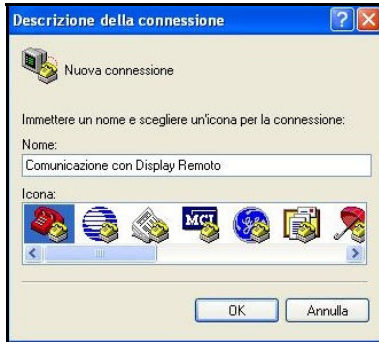 Descrizione della connessione
Nuova connessione
Immettere un nome e scegliere un'icona per la connessione:
Nome:
Comunicazione con Display Remoto
Icona:
MCI
OK
Annulla